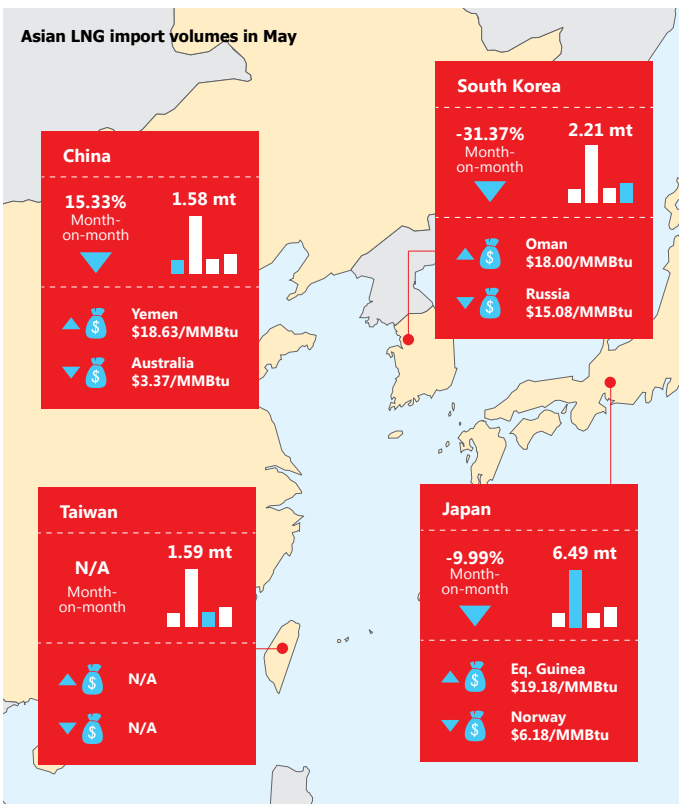 Asian LNG import volumes in May
South Korea
-31.37%
Month-
on-month
2.21 mt
Oman
$18.00/MMBtu
Russia
$15.08/MMBtu
China
15.33%
Month-
on-month
1.58 mt
Yemen
$18.63/MMBtu
Australia
$3.37/MMBtu
Taiwan
N/A
Month-
on-month
1.59 mt
N/A
N/A
Japan
-9.99%
Month-
on-month
6.49 mt
Eq. Guinea
$19.18/MMBtu
Norway
$6.18/MMBtu
$
$
$
$
$
$
$
$